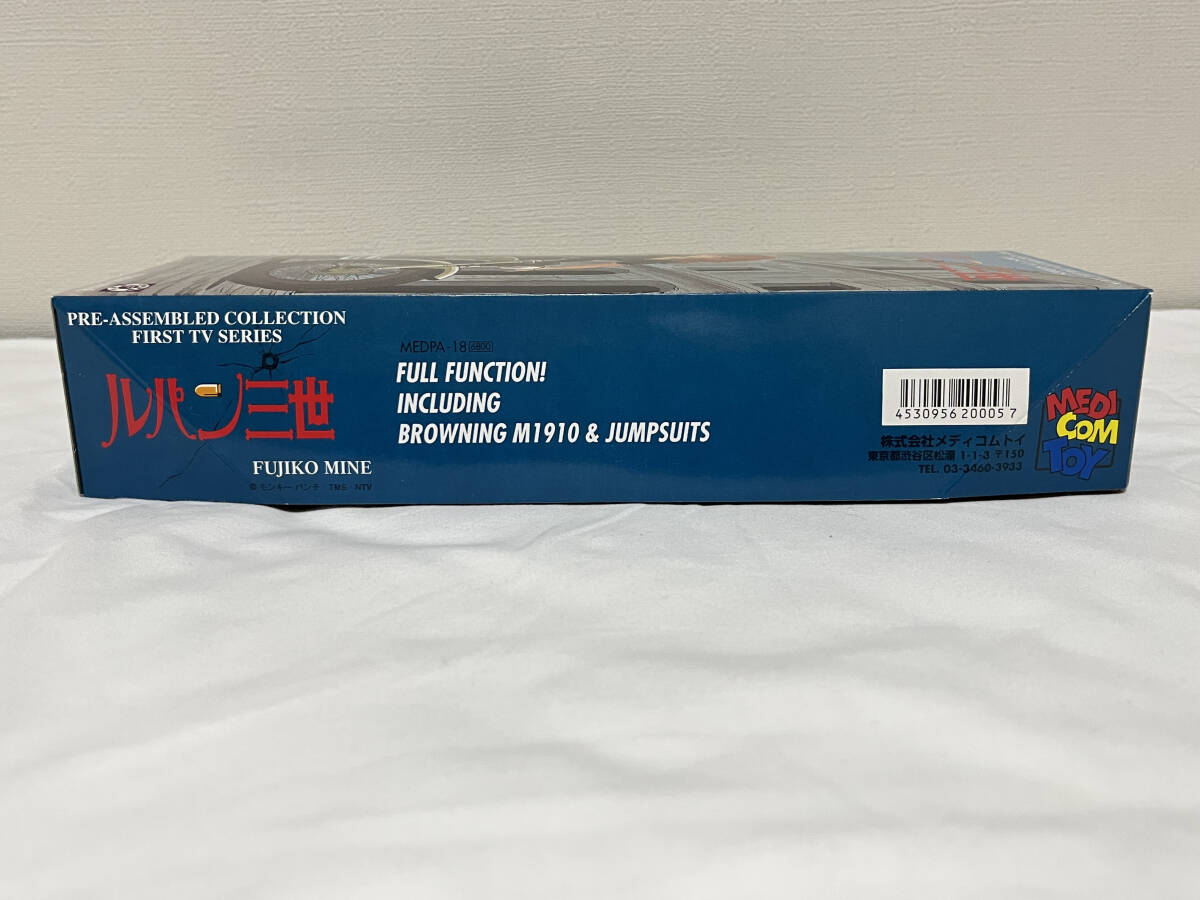 PRE-ASSEMBLED COLLECTION
FIRST TV SERIES
ルパン三世
FUJIKO MINE
© モンキー・パンチ・TMS・NTV
MEDPA-18 6800
FULL FUNCTION!
INCLUDING
BROWNING M1910 & JUMPSUITS
4530956200057
株式会社メディコムトイ
東京都渋谷区松濤 1-1-3 〒150
TEL. 03-3460-3933
MEDI
COM
TOY